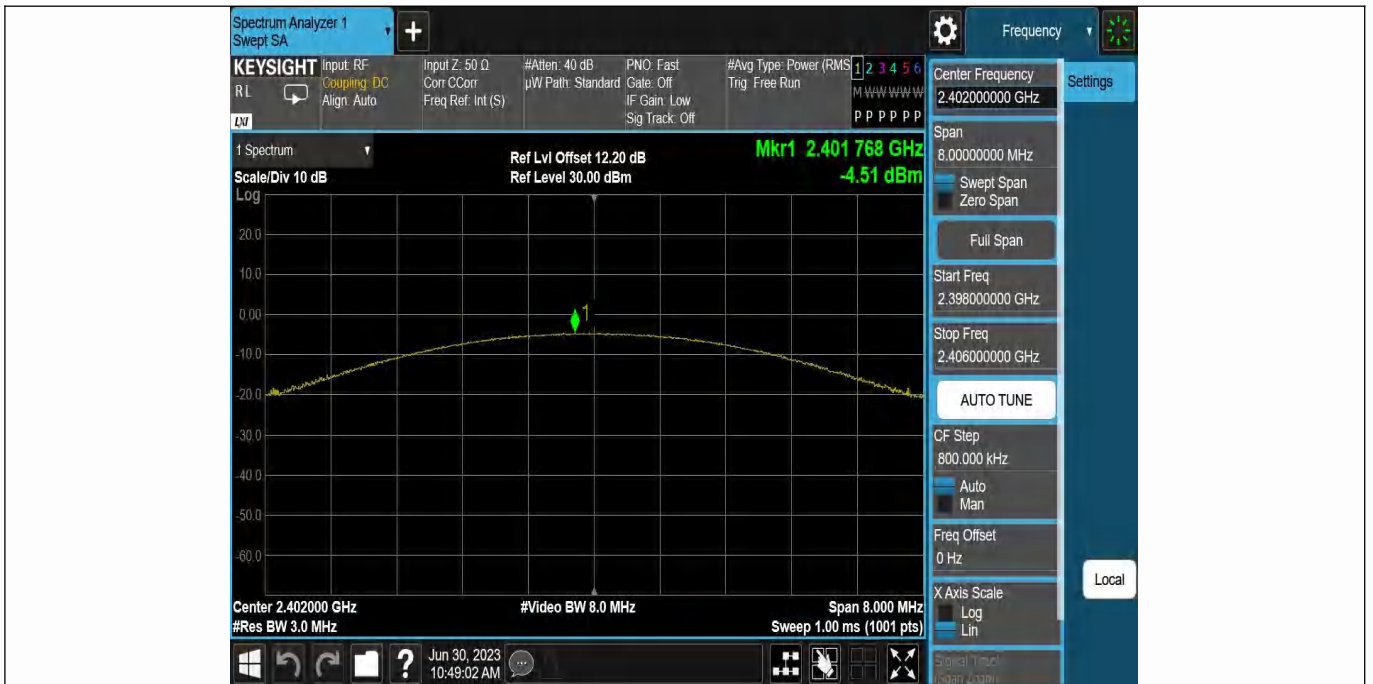 Spectrum Analyzer 1
Swept SA
+
Frequency
KEYSIGHT
RL
LXI
Input: RF
Coupling: DC
Align: Auto
Input Z: 50 Ω
Corr CCorr
Freq Ref: Int (S)
#Atten: 40 dB
µW Path: Standard
PNO: Fast
Gate: Off
IF Gain: Low
Sig Track: Off
#Avg Type: Power (RMS
Trig: Free Run
1 2 3 4 5 6
M W W W W W
P P P P P P
1 Spectrum
Scale/Div 10 dB
Ref Lvl Offset 12.20 dB
Ref Level 30.00 dBm
Mkr1 2.401 768 GHz
-4.51 dBm
Log
20.0
10.0
0.00
-10.0
-20.0
-30.0
-40.0
-50.0
-60.0
1
Center 2.402000 GHz
#Res BW 3.0 MHz
#Video BW 8.0 MHz
Span 8.000 MHz
Sweep 1.00 ms (1001 pts)
?
Jun 30, 2023
10:49:02 AM
Center Frequency
2.402000000 GHz
Span
8.00000000 MHz
Swept Span
Zero Span
Full Span
Start Freq
2.398000000 GHz
Stop Freq
2.406000000 GHz
AUTO TUNE
CF Step
800.000 kHz
Auto
Man
Freq Offset
0 Hz
X Axis Scale
Log
Lin
Signal Track
(Span Zoom)
Settings
Local